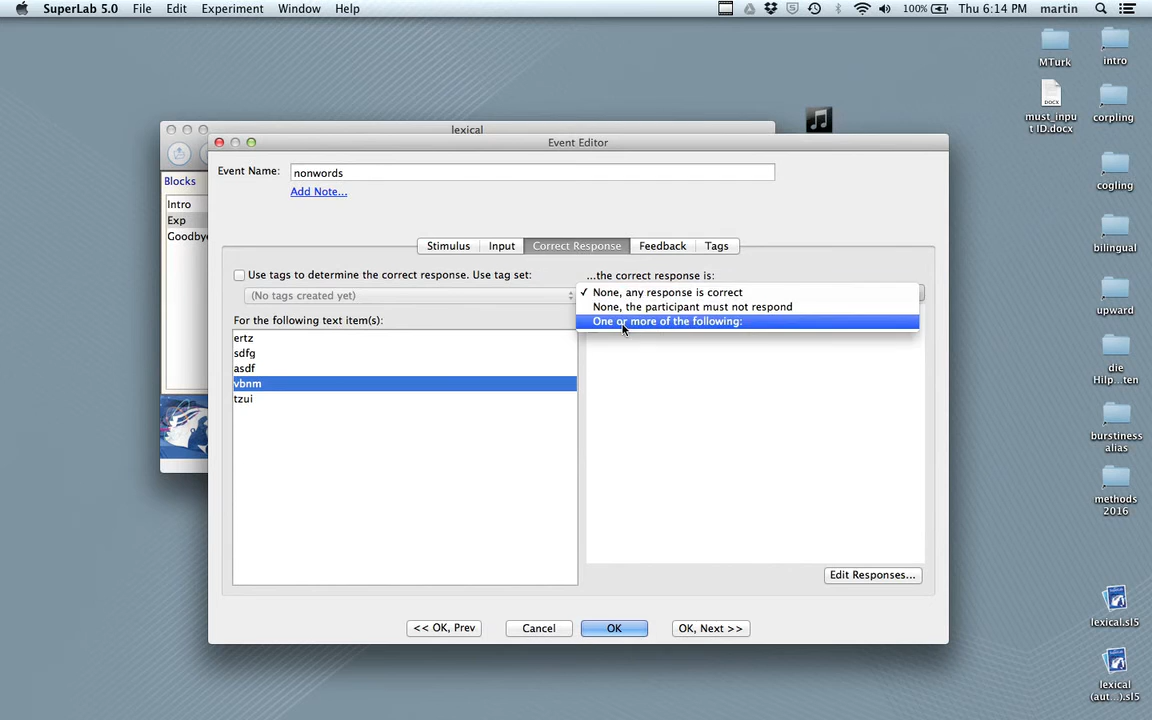 SuperLab 5.0 File Edit Experiment Window Help 100% Thu 6:14 PM martin
MTurk
intro
must_inpu
t ID.docx
corpling
cogling
bilingual
upward
die
Hilp...ten
burstiness
alias
methods
2016
lexical.sl5
lexical
(aut...).sl5
lexical
Blocks
Intro
Exp
Goodbye
Event Editor
Event Name: nonwords
Add Note...
Stimulus Input Correct Response Feedback Tags
Use tags to determine the correct response. Use tag set:
(No tags created yet)
For the following text item(s):
ertz
sdfg
asdf
vbnm
tzui
...the correct response is:
✓ None, any response is correct
None, the participant must not respond
One or more of the following:
Edit Responses...
<< OK, Prev Cancel OK OK, Next >>